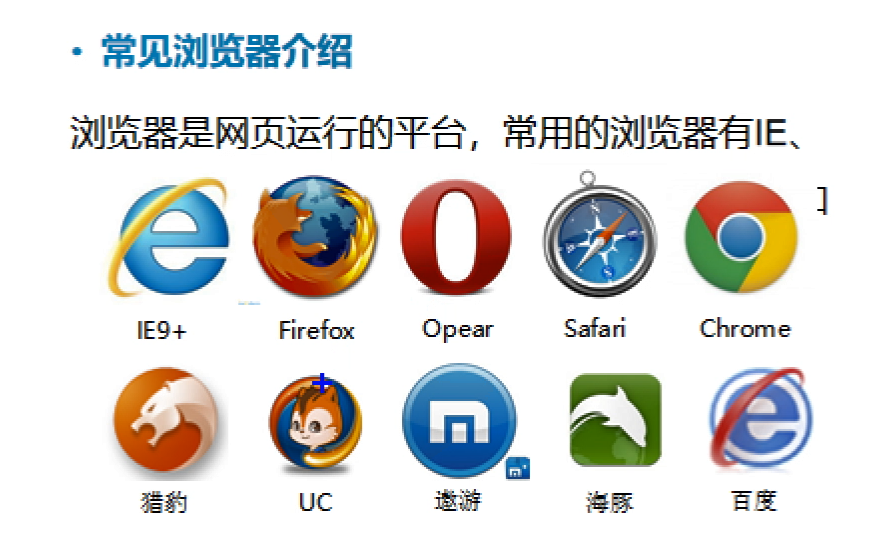 • 常见浏览器介绍
浏览器是网页运行的平台，常用的浏览器有IE、
IE9+ Firefox Opear Safari Chrome
猎豹 UC 遨游 海豚 百度